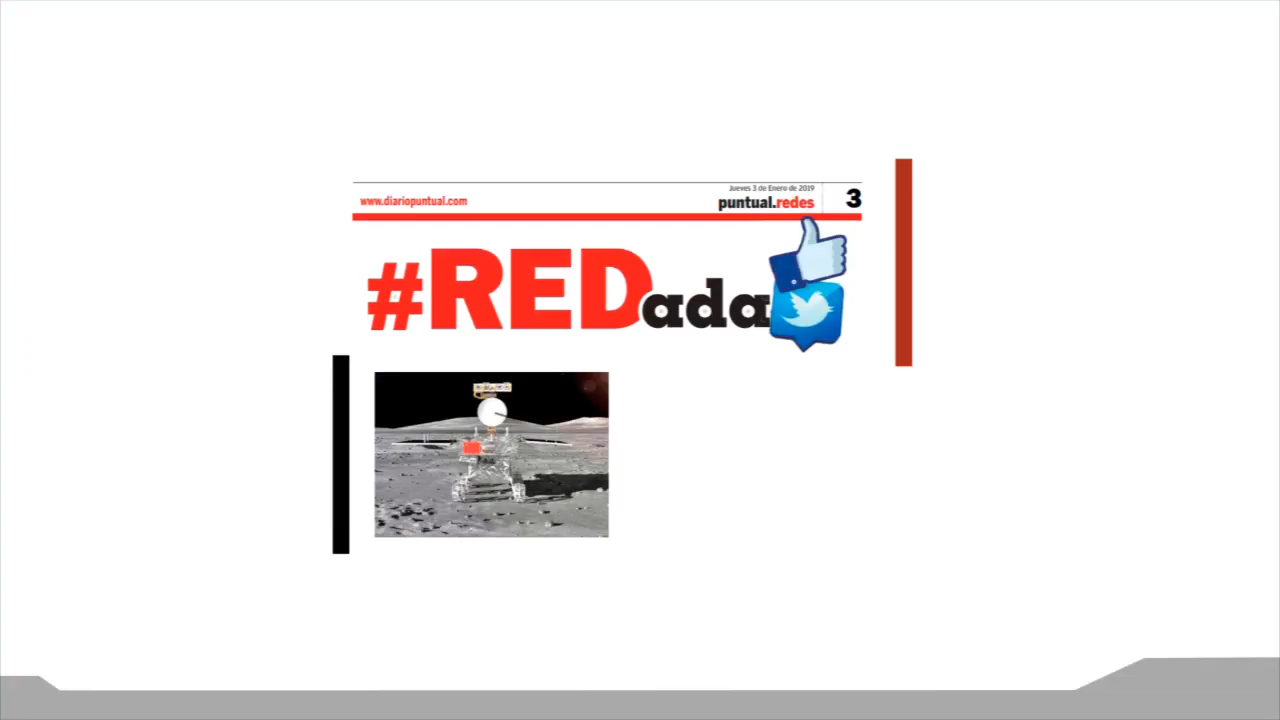 Jueves 3 de Enero de 2019
www.diariopuntual.com
puntual.redes
3
#REDada